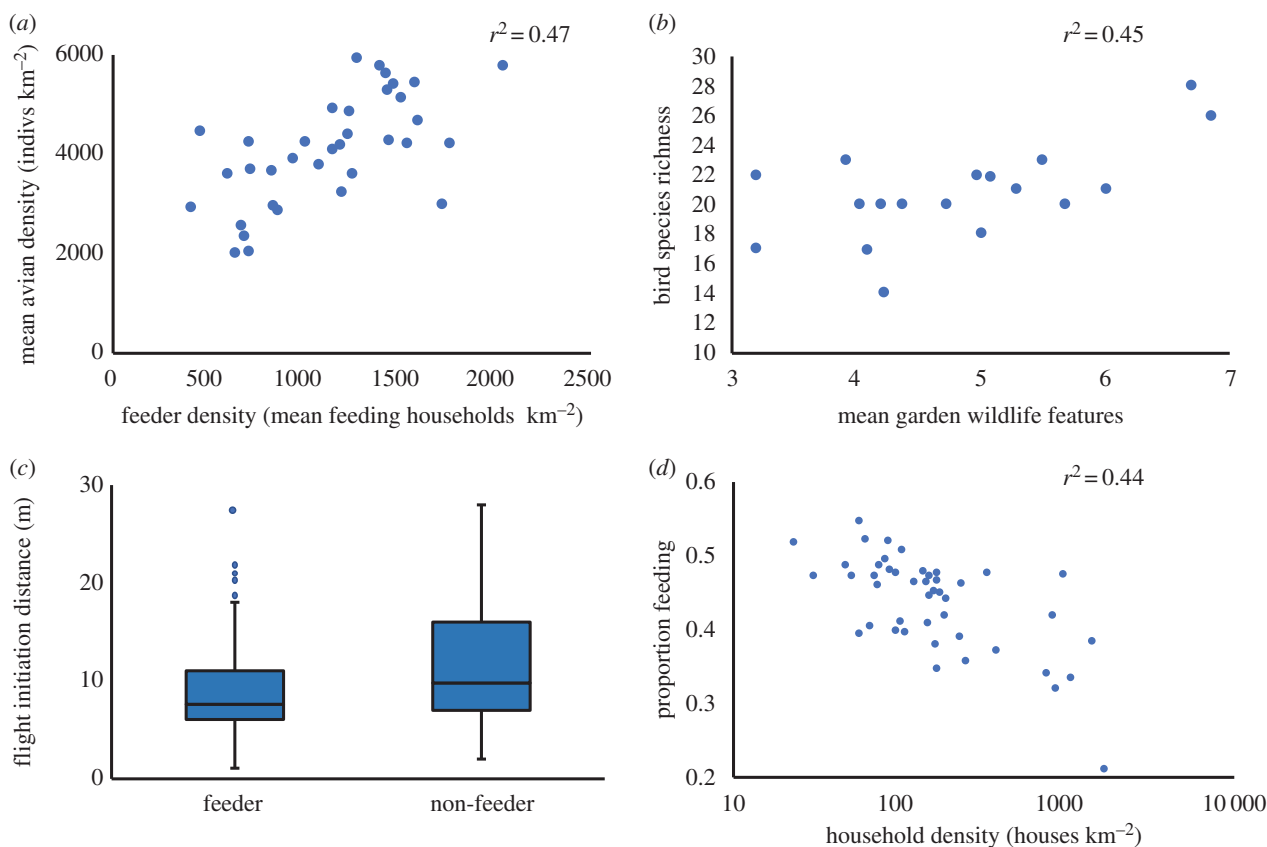 (a)
r² = 0.47
mean avian density (indivs km⁻²)
6000
4000
2000
0
0 500 1000 1500 2000 2500
feeder density (mean feeding households km⁻²)
(b)
r² = 0.45
bird species richness
30
28
26
24
22
20
18
16
14
12
10
3 4 5 6 7
mean garden wildlife features
(c)
flight initiation distance (m)
30
20
10
0
feeder non-feeder
(d)
r² = 0.44
proportion feeding
0.6
0.5
0.4
0.3
0.2
10 100 1000 10 000
household density (houses km⁻²)